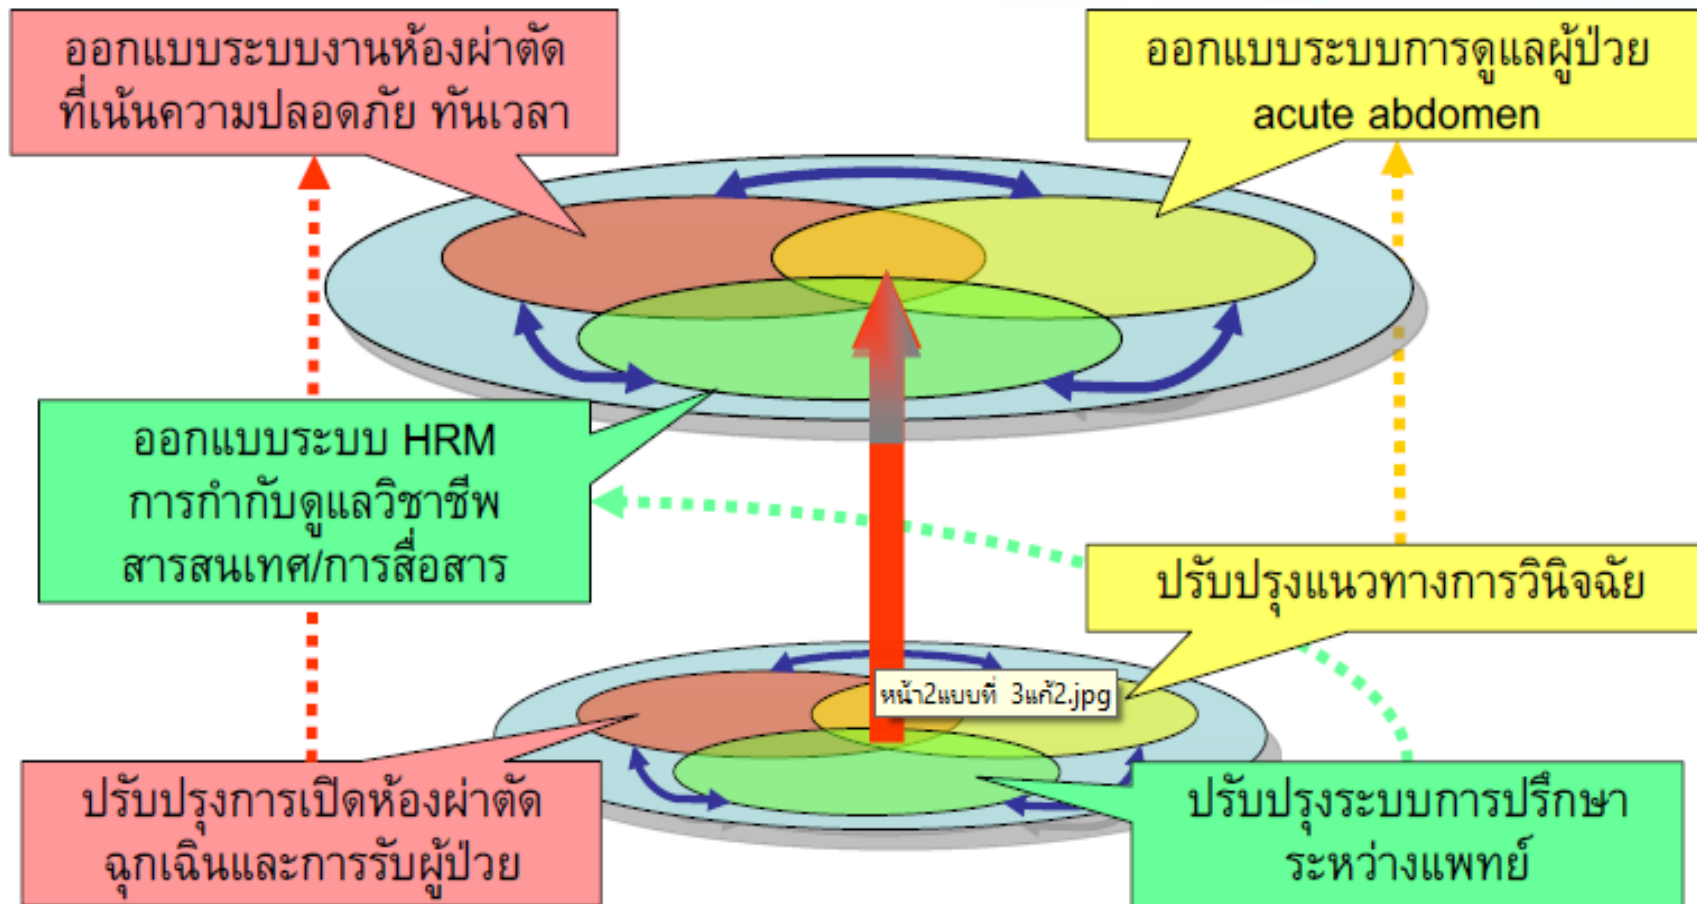 ออกแบบระบบงานห้องผ่าตัด
ที่เน้นความปลอดภัย ทันเวลา
ออกแบบระบบการดูแลผู้ป่วย
acute abdomen
ออกแบบระบบ HRM
การกำกับดูแลวิชาชีพ
สารสนเทศ/การสื่อสาร
ปรับปรุงแนวทางการวินิจฉัย
หน้า2แบบที่ 3แก้2.jpg
ปรับปรุงการเปิดห้องผ่าตัด
ฉุกเฉินและการรับผู้ป่วย
ปรับปรุงระบบการปรึกษา
ระหว่างแพทย์